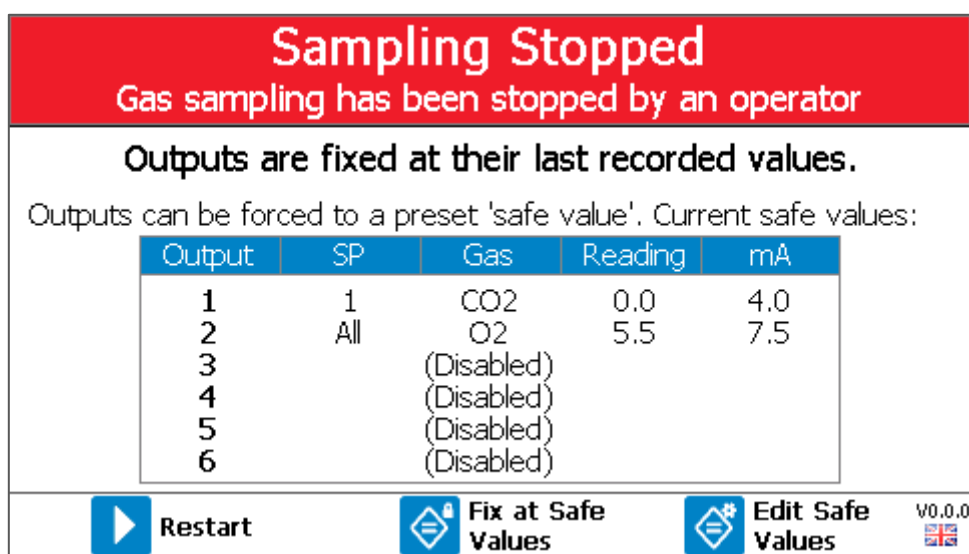 Sampling Stopped
Gas sampling has been stopped by an operator
Outputs are fixed at their last recorded values.
Outputs can be forced to a preset 'safe value'. Current safe values:
Output SP Gas Reading mA
1 1 CO2 0.0 4.0
2 All O2 5.5 7.5
3 (Disabled)
4 (Disabled)
5 (Disabled)
6 (Disabled)
Restart
Fix at Safe
Values
Edit Safe
Values
V0.0.0